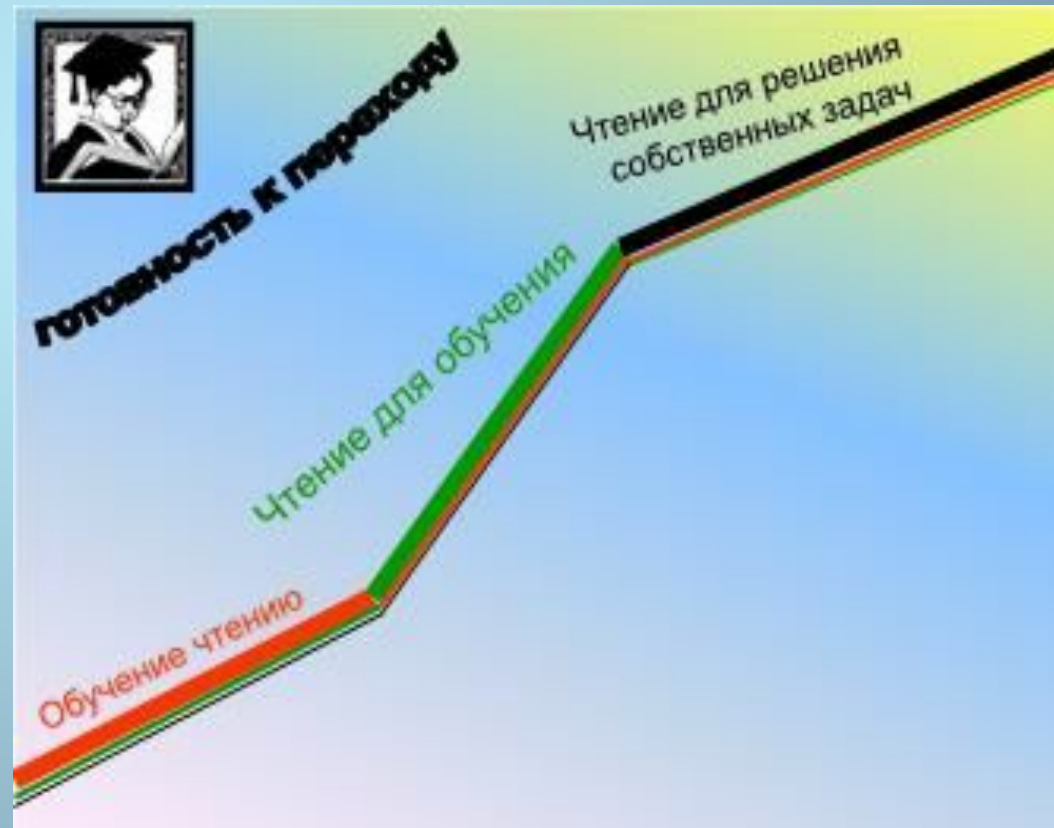 готовность к переходу
Чтение для решения
собственных задач
Чтение для обучения
Обучение чтению